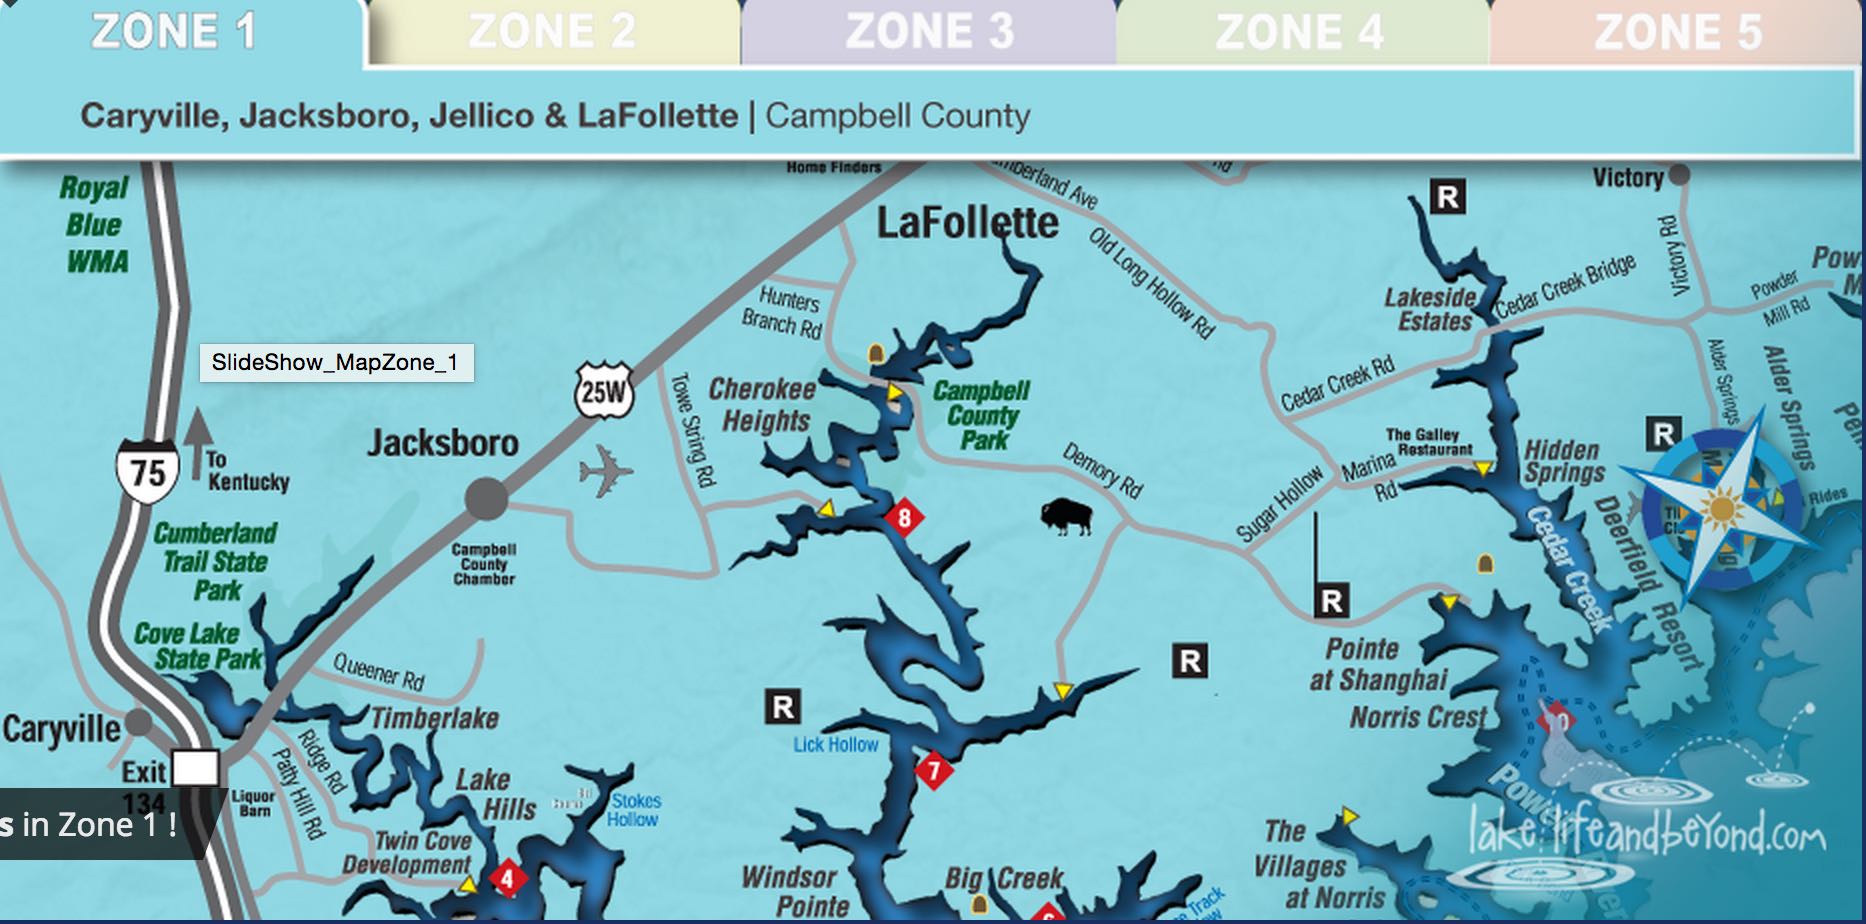 ZONE 1
ZONE 2
ZONE 3
ZONE 4
ZONE 5
Caryville, Jacksboro, Jellico & LaFollette | Campbell County
Royal
Blue
WMA
Home Finders
LaFollette
Old Long Hollow Rd
R
Victory
Victory Rd
Lakeside
Estates
Cedar Creek Bridge
Powder
Mill Rd
Hunters
Branch Rd
SlideShow_MapZone_1
25W
Towe String Rd
Cherokee
Heights
Campbell
County
Park
Cedar Creek Rd
Alder Springs
Alder Springs
Jacksboro
75
To
Kentucky
Demory Rd
The Galley
Restaurant
Marina
Rd
Hidden
Springs
R
Rides
Sugar Hollow
8
Cumberland
Trail State
Park
Campbell
County
Chamber
Cedar Creek
Deerfield Resort
Cove Lake
State Park
Queener Rd
R
R
Pointe
at Shanghai
Norris Crest
Caryville
Timberlake
R
Lick Hollow
Exit
134
Ridge Rd
Patty Hill Rd
Liquor
Barn
Lake
Hills
Stokes
Hollow
7
s in Zone 1 !
Twin Cove
Development
4
Windsor
Pointe
Big Creek
The
Villages
at Norris
lakelifeandbeyond.com